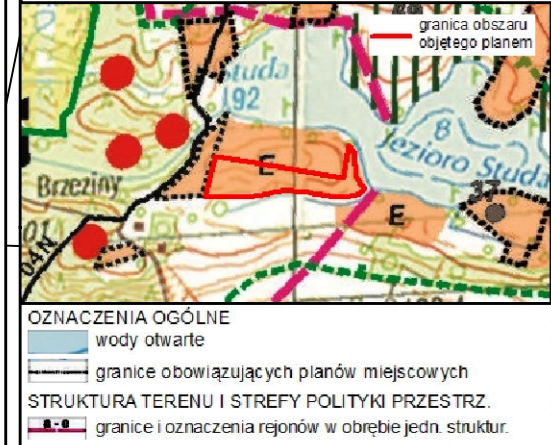 granica obszaru
objętego planem
Studa
192
E
Jezioro Studa
Brzeziny
37
E
04N
OZNACZENIA OGÓLNE
wody otwarte
granice obowiązujących planów miejscowych
STRUKTURA TERENU I STREFY POLITYKI PRZESTRZ.
granice i oznaczenia rejonów w obrębie jedn. struktur.